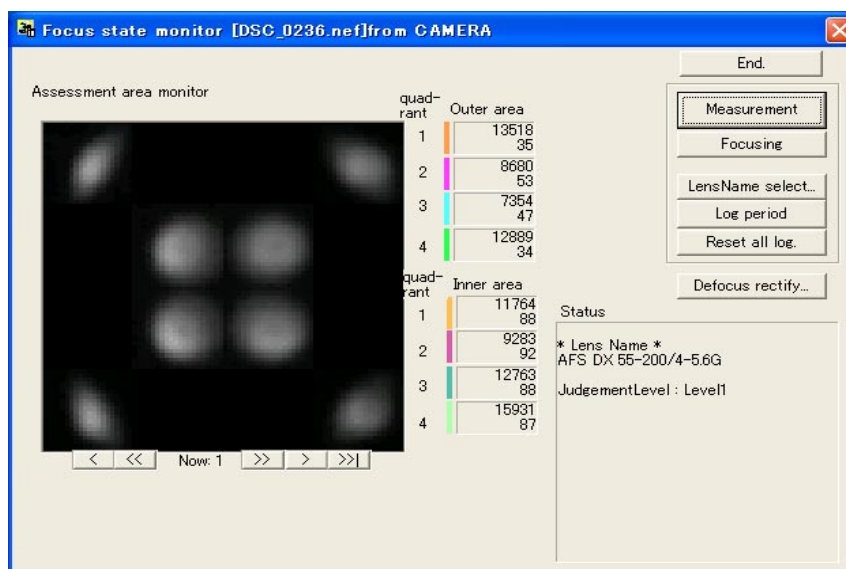 Focus state monitor [DSC_0236.nef]from CAMERA
End.
Assessment area monitor
quad-
rant
Outer area
1
13518
35
2
8680
53
3
7354
47
4
12889
34
quad-
rant
Inner area
1
11764
88
2
9283
92
3
12763
88
4
15931
87
< << Now: 1 >> > >>|
Measurement
Focusing
LensName select...
Log period
Reset all log.
Defocus rectify...
Status
* Lens Name *
AFS DX 55-200/4-5.6G
JudgementLevel : Level1